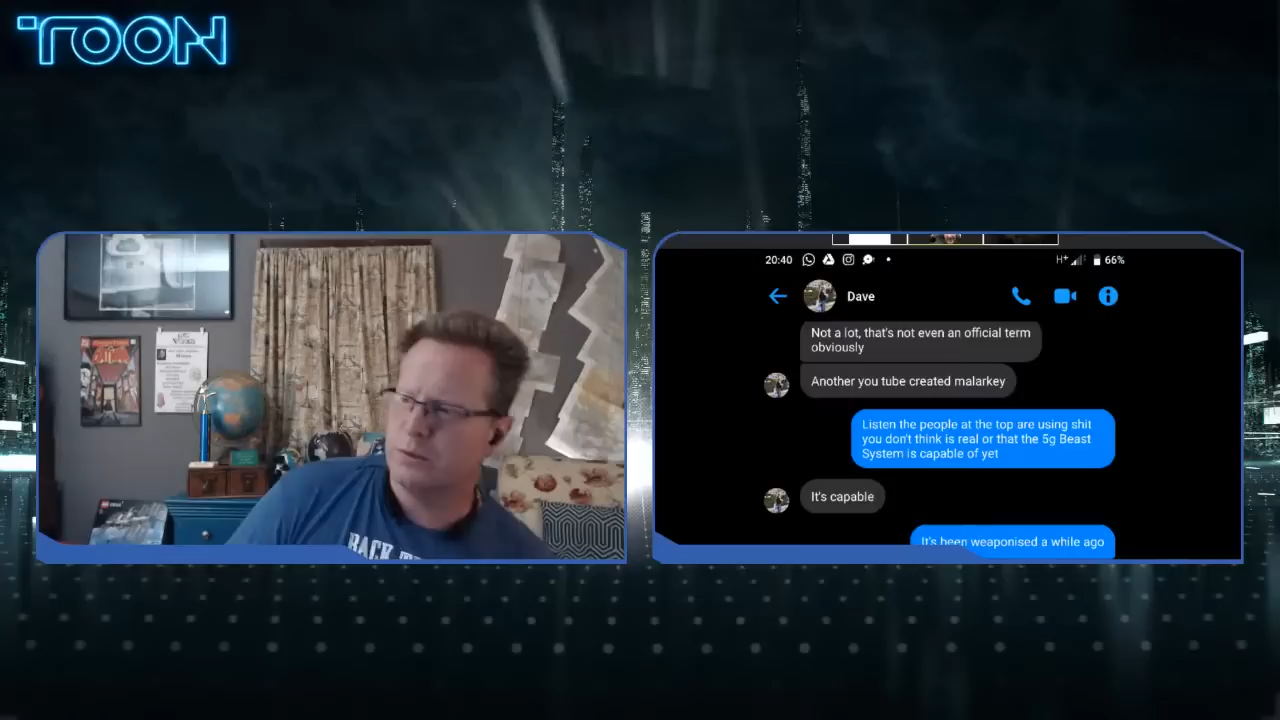 TOON
20:40
H+
66%
Dave
Not a lot, that's not even an official term
obviously
Another you tube created malarkey
Listen the people at the top are using shit
you don't think is real or that the 5g Beast
System is capable of yet
It's capable
It's been weaponised a while ago
BACK